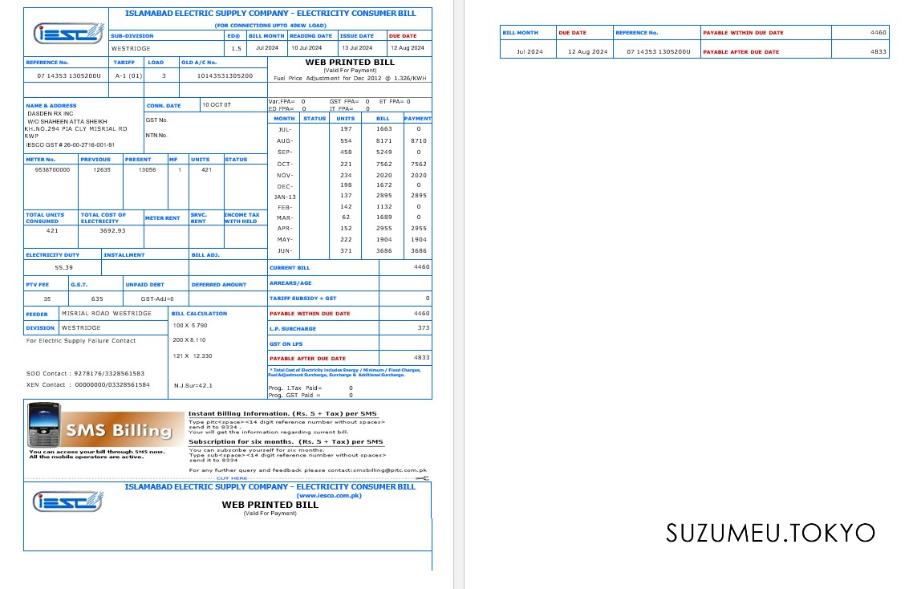 ISLAMABAD ELECTRIC SUPPLY COMPANY - ELECTRICITY CONSUMER BILL
(FOR CONNECTIONS UPTO 40KW LOAD)
iesco
SUB-DIVISION ED@ BILL MONTH READING DATE ISSUE DATE DUE DATE
WESTRIDGE 1.5 Jul 2024 10 Jul 2024 13 Jul 2024 12 Aug 2024
REFERENCE No. TARIFF LOAD OLD A/C No.
07 14353 1305200U A-1 (01) 3 10143531305200
WEB PRINTED BILL
(Valid For Payment)
Fuel Price Adjustment for Dec 2012 @ 1.326/KWH
NAME & ADDRESS
DASDEN RX INC
W/O SHAHEEN ATTA SHEIKH
KH.NO.294 PIA CLY MISRIAL RD
RWP
IESCO GST # 26-00-2716-001-91
CONN. DATE 10 OCT 07
GST No.
NTN No.
Var.FPA= 0 GST FPA= 0 ET FPA= 0
ED FPA= 0 IT FPA= 0
MONTH STATUS UNITS BILL PAYMENT
JUL- 197 1663 0
AUG- 554 8171 8710
SEP- 458 5249 0
OCT- 221 7562 7562
NOV- 234 2020 2020
DEC- 198 1672 0
JAN-13 137 2895 2895
FEB- 142 1132 0
MAR- 62 1689 0
APR- 152 2955 2955
MAY- 222 1904 1904
JUN- 371 3686 3686
METER No. PREVIOUS PRESENT MF UNITS STATUS
9536700000 12635 13056 1 421
TOTAL UNITS CONSUMED TOTAL COST OF ELECTRICITY METER RENT SRVC. RENT INCOME TAX WITH HELD
421 3692.93
ELECTRICITY DUTY INSTALLMENT BILL ADJ.
55.39
PTV FEE G.S.T. UNPAID DEBT DEFERRED AMOUNT
35 635 GST-Adj=0
CURRENT BILL 4460
ARREARS/AGE
TARIFF SUBSIDY + GST 0
PAYABLE WITHIN DUE DATE 4460
L.P. SURCHARGE 373
GST ON LPS
PAYABLE AFTER DUE DATE 4833
FEEDER MISRIAL ROAD WESTRIDGE
DIVISION WESTRIDGE
BILL CALCULATION
100 X 5.790
200 X 8.110
121 X 12.330
N.J.Sur=42.1
For Electric Supply Failure Contact
SDO Contact : 9278176/03328561583
XEN Contact : 00000000/03328561584
* Total Cost of Electricity includes Energy / Minimum / Fixed Charges,
Fuel Adjustment Surcharge, Surcharge & Additional Surcharge.
Prog. I.Tax Paid= 0
Prog. GST Paid = 0
SMS Billing
You can access your bill through SMS now.
All the mobile operators are active.
Instant Billing Information. (Rs. 5 + Tax) per SMS
Type pitc<space><14 digit reference number without spaces>
send it to 8334 .
Your will get the information regarding current bill.
Subscription for six months. (Rs. 5 + Tax) per SMS
You can subscribe yourself for six months.
Type sub<space><14 digit reference number without spaces>
send it to 8334
For any further query and feedback please contact:smsbilling@pitc.com.pk
CUT HERE
iesco
ISLAMABAD ELECTRIC SUPPLY COMPANY - ELECTRICITY CONSUMER BILL
(www.iesco.com.pk)
WEB PRINTED BILL
(Valid For Payment)
BILL MONTH DUE DATE REFERENCE No. PAYABLE WITHIN DUE DATE 4460
Jul 2024 12 Aug 2024 07 14353 1305200U PAYABLE AFTER DUE DATE 4833
SUZUMEU.TOKYO